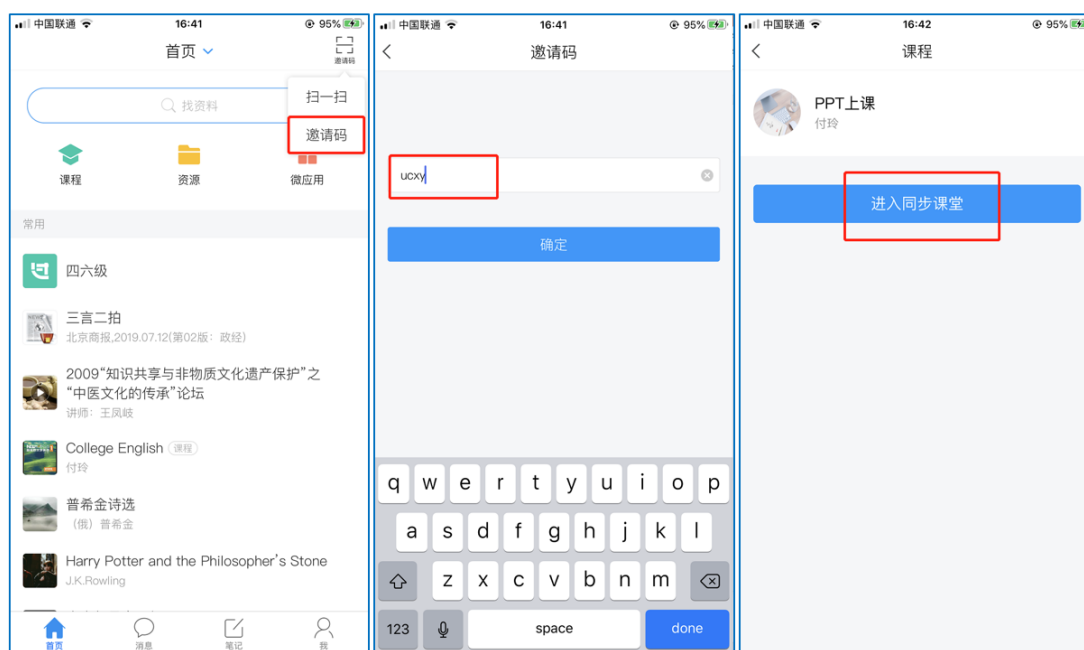 中国联通
16:41
95%
首页
邀请码
找资料
扫一扫
邀请码
课程
资源
微应用
常用
四六级
三言二拍
北京商报,2019.07.12(第02版：政经)
2009“知识共享与非物质文化遗产保护”之
“中医文化的传承”论坛
讲师：王凤岐
College English 课程
付玲
普希金诗选
（俄）普希金
Harry Potter and the Philosopher's Stone
J.K.Rowling
首页
消息
笔记
我
中国联通
16:41
95%
邀请码
ucxy
确定
q w e r t y u i o p
a s d f g h j k l
z x c v b n m
123
space
done
中国联通
16:42
95%
课程
PPT上课
付玲
进入同步课堂